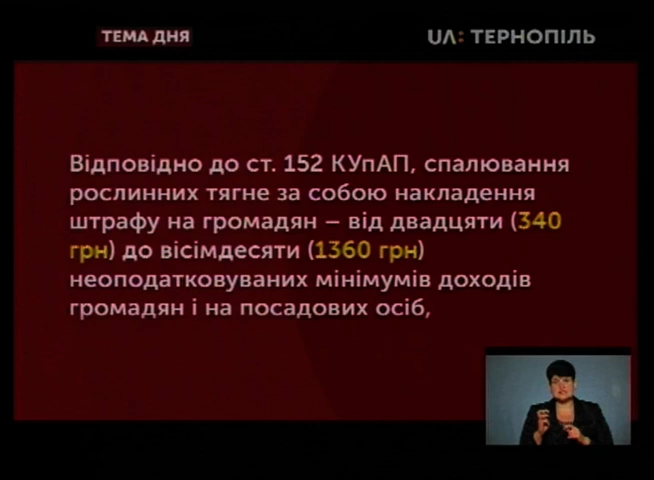 ТЕМА ДНЯ
UA: ТЕРНОПІЛЬ
Відповідно до ст. 152 КУпАП, спалювання
рослинних тягне за собою накладення
штрафу на громадян – від двадцяти (340
грн) до вісімдесяти (1360 грн)
неоподатковуваних мінімумів доходів
громадян і на посадових осіб,